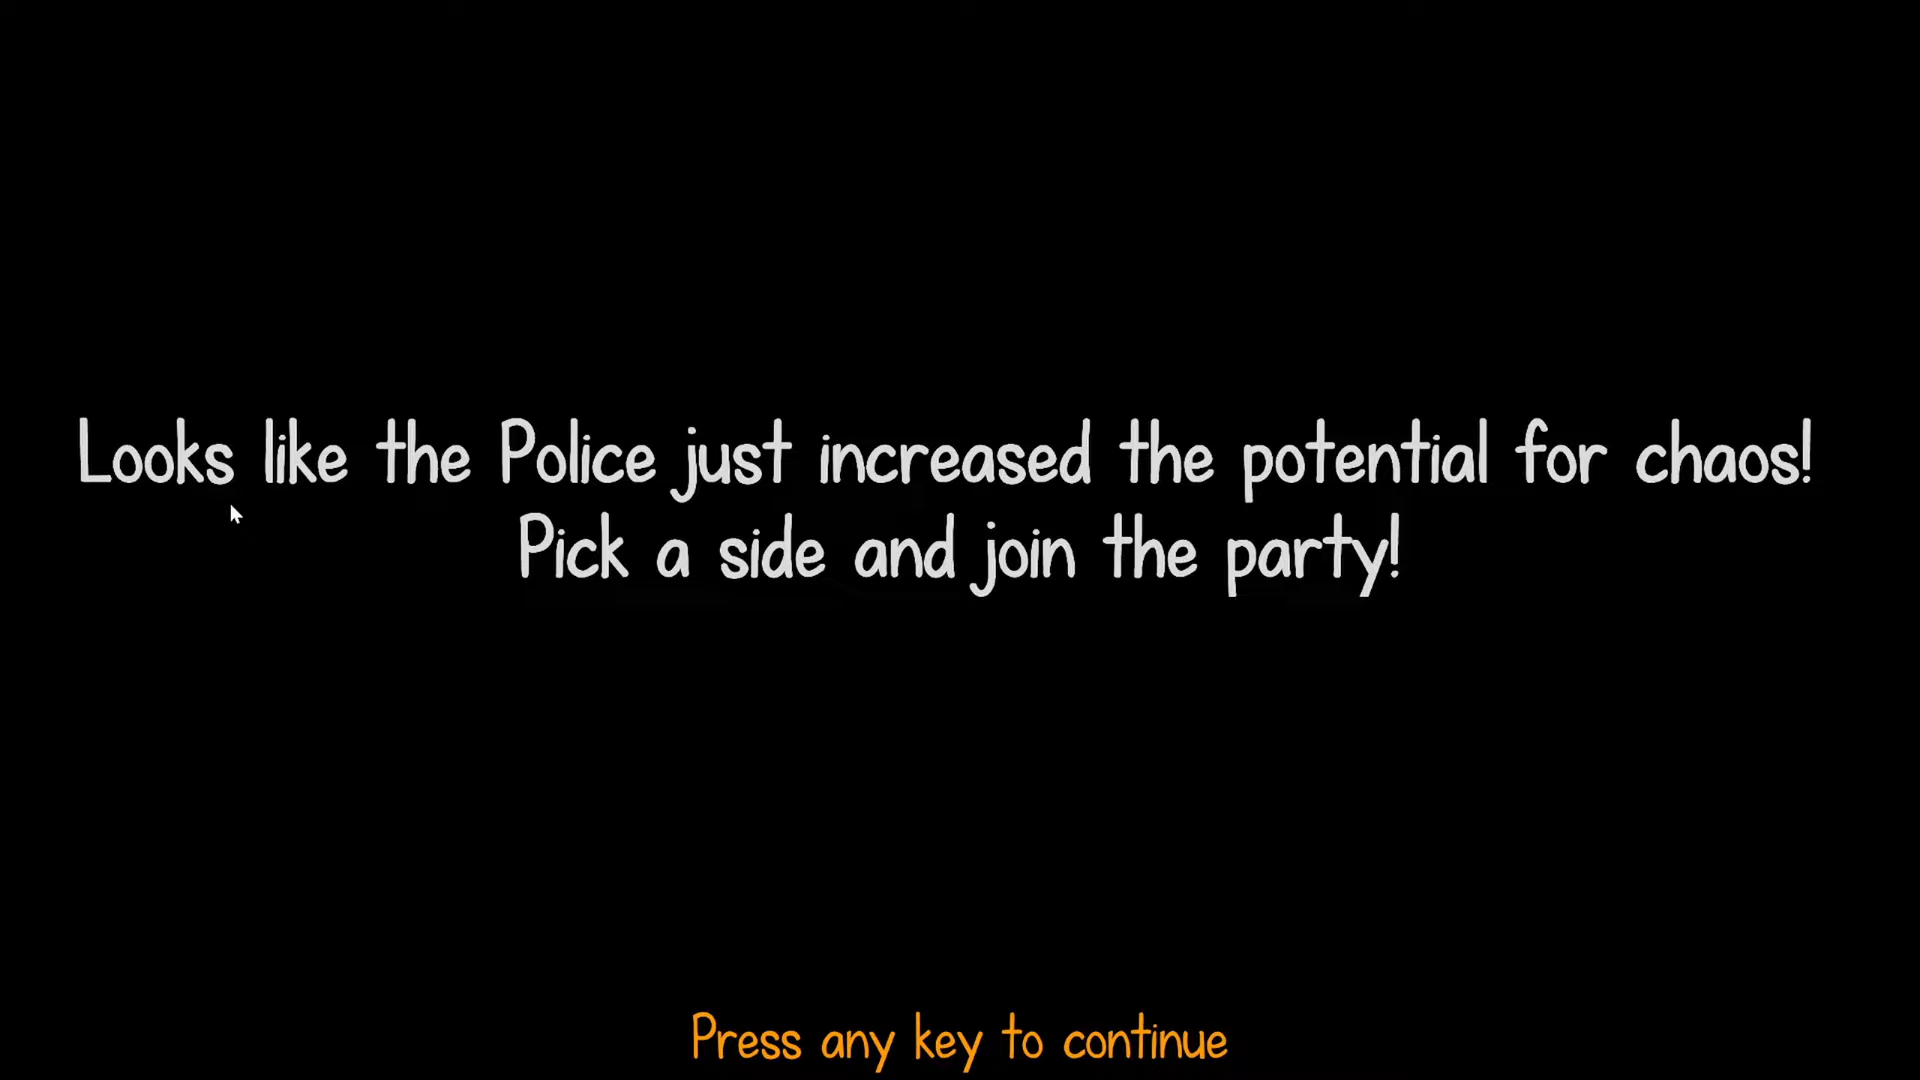 Looks like the Police just increased the potential for chaos!
Pick a side and join the party!
Press any key to continue